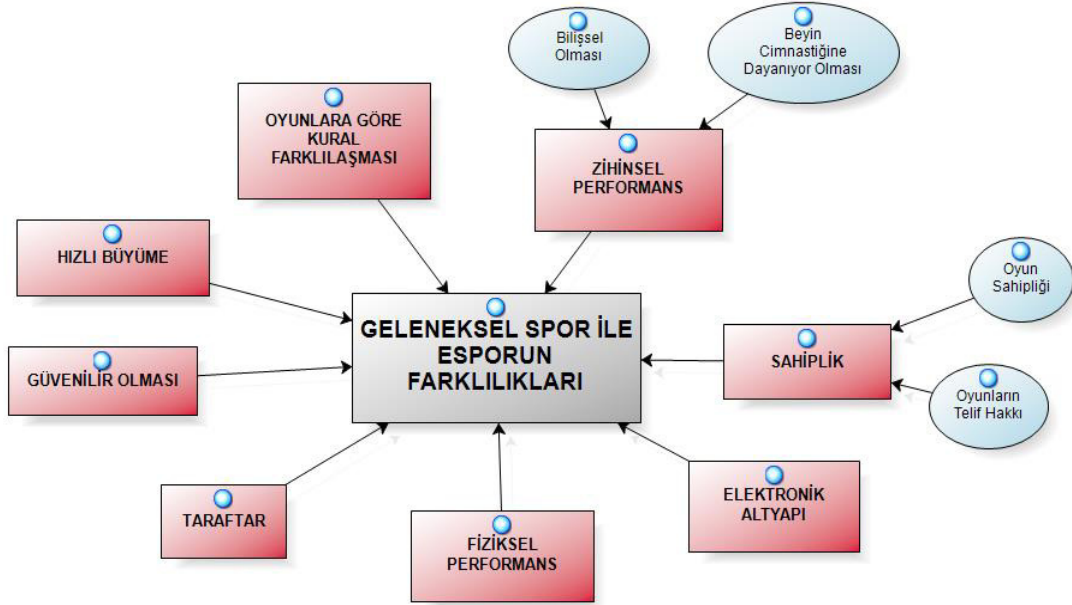 Bilişsel
Olması
Beyin
Cimnastiğine
Dayanıyor Olması
OYUNLARA GÖRE
KURAL
FARKLILAŞMASI
ZİHİNSEL
PERFORMANS
HIZLI BÜYÜME
Oyun
Sahipliği
GELENEKSEL SPOR İLE
ESPORUN
FARKLILIKLARI
SAHİPLİK
GÜVENİLİR OLMASI
Oyunların
Telif Hakkı
TARAFTAR
FİZİKSEL
PERFORMANS
ELEKTRONİK
ALTYAPI